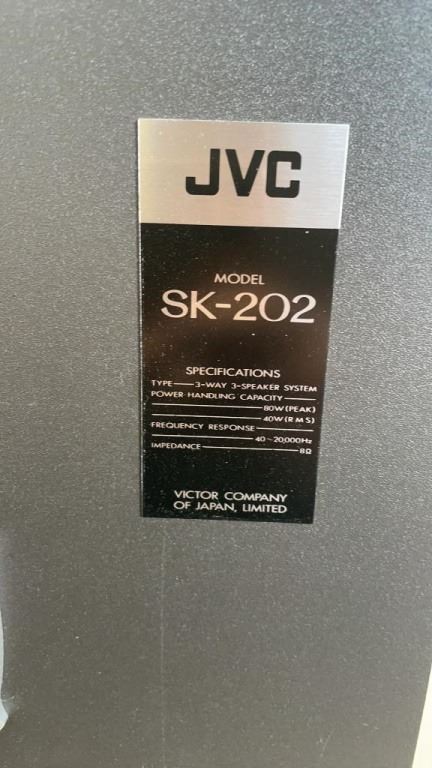 JVC
MODEL
SK-202
SPECIFICATIONS
TYPE — 3-WAY 3-SPEAKER SYSTEM
POWER HANDLING CAPACITY —
— 80W (PEAK)
— 40W (R M S)
FREQUENCY RESPONSE —
— 40~20,000Hz
IMPEDANCE — 8Ω
VICTOR COMPANY
OF JAPAN, LIMITED